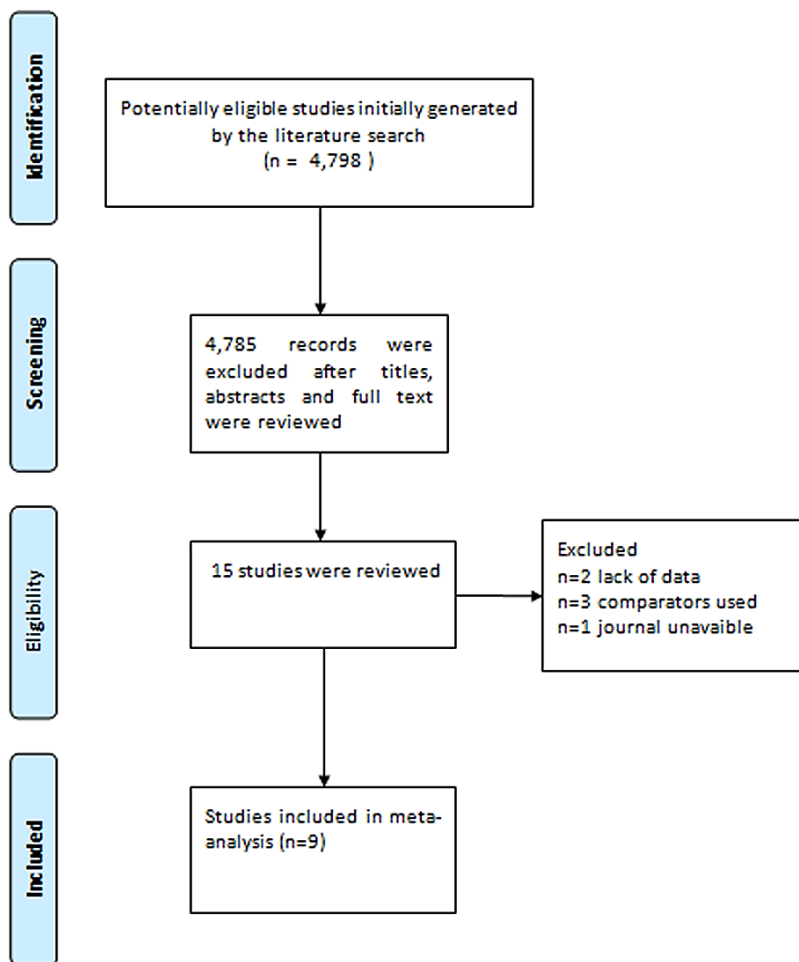 Identification
Potentially eligible studies initially generated
by the literature search
(n = 4,798 )
Screening
4,785 records were
excluded after titles,
abstracts and full text
were reviewed
Eligibility
15 studies were reviewed
Excluded
n=2 lack of data
n=3 comparators used
n=1 journal unavaible
Included
Studies included in meta-
analysis (n=9)